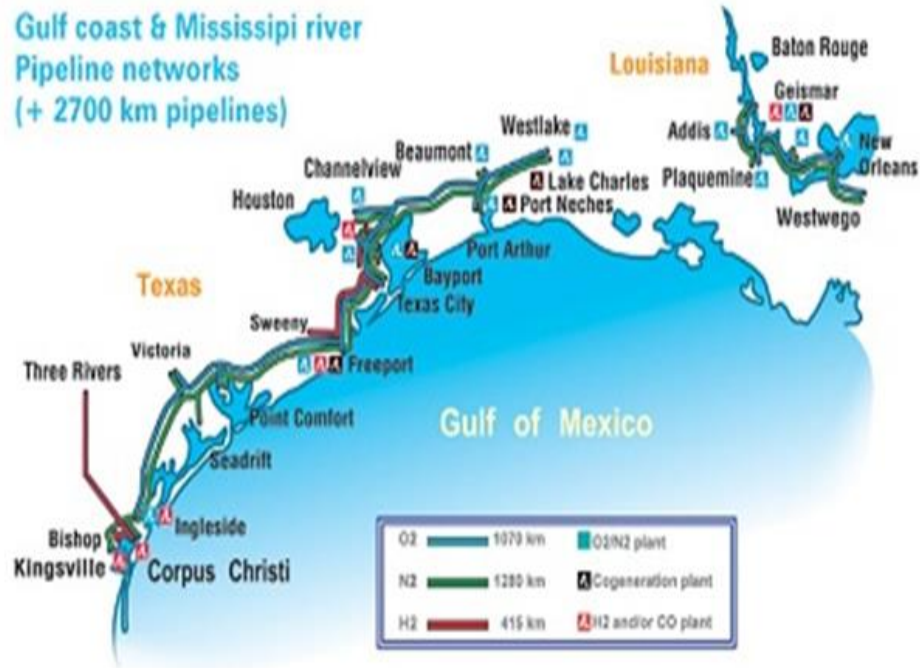 Gulf coast & Mississipi river
Pipeline networks
(+ 2700 km pipelines)
Louisiana
Baton Rouge
Geismar
Addis
New
Orleans
Plaquemine
Westwego
Westlake
Beaumont
Channelview
Lake Charles
Port Neches
Houston
Port Arthur
Bayport
Texas City
Texas
Sweeny
Victoria
Freeport
Three Rivers
Point Comfort
Gulf of Mexico
Seadrift
Ingleside
Bishop
Kingsville
Corpus Christi
O2 1070 km O2/N2 plant
N2 1280 km Cogeneration plant
H2 415 km H2 and/or CO plant